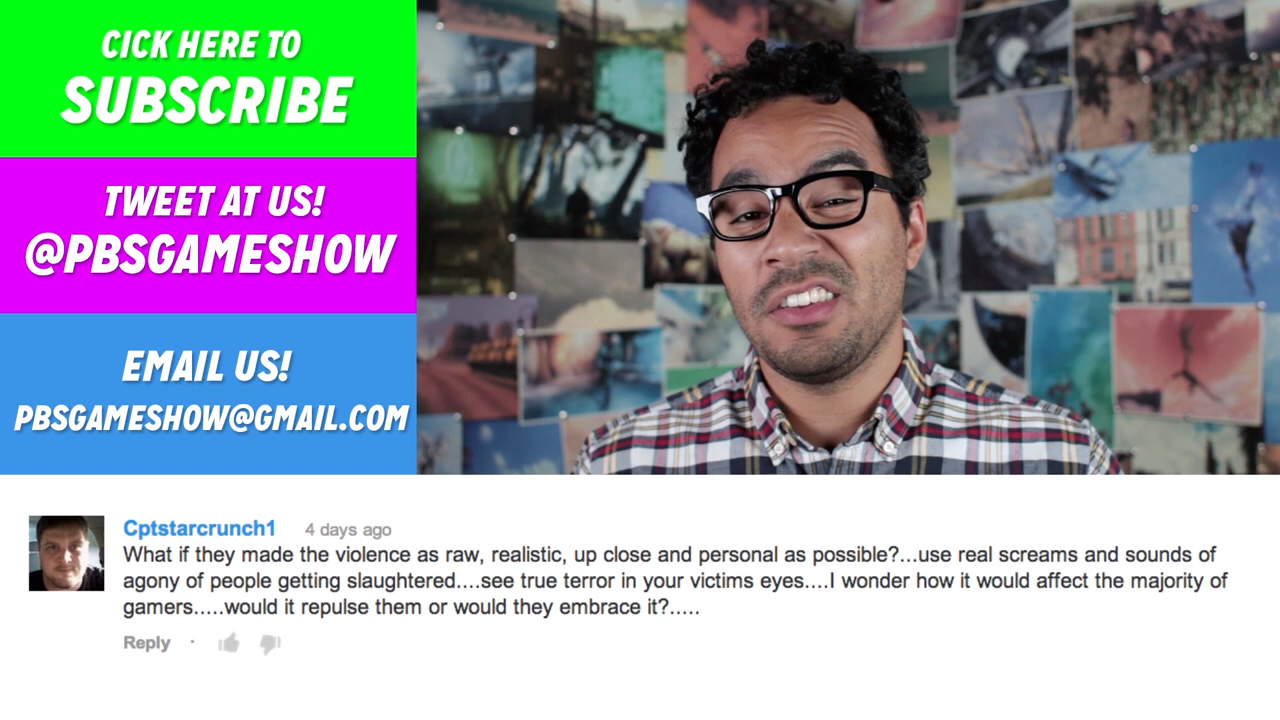 CICK HERE TO
SUBSCRIBE
TWEET AT US!
@PBSGAMESHOW
EMAIL US!
PBSGAMESHOW@GMAIL.COM
Cptstarcrunch1 4 days ago
What if they made the violence as raw, realistic, up close and personal as possible?...use real screams and sounds of
agony of people getting slaughtered....see true terror in your victims eyes....I wonder how it would affect the majority of
gamers.....would it repulse them or would they embrace it?.....
Reply ·